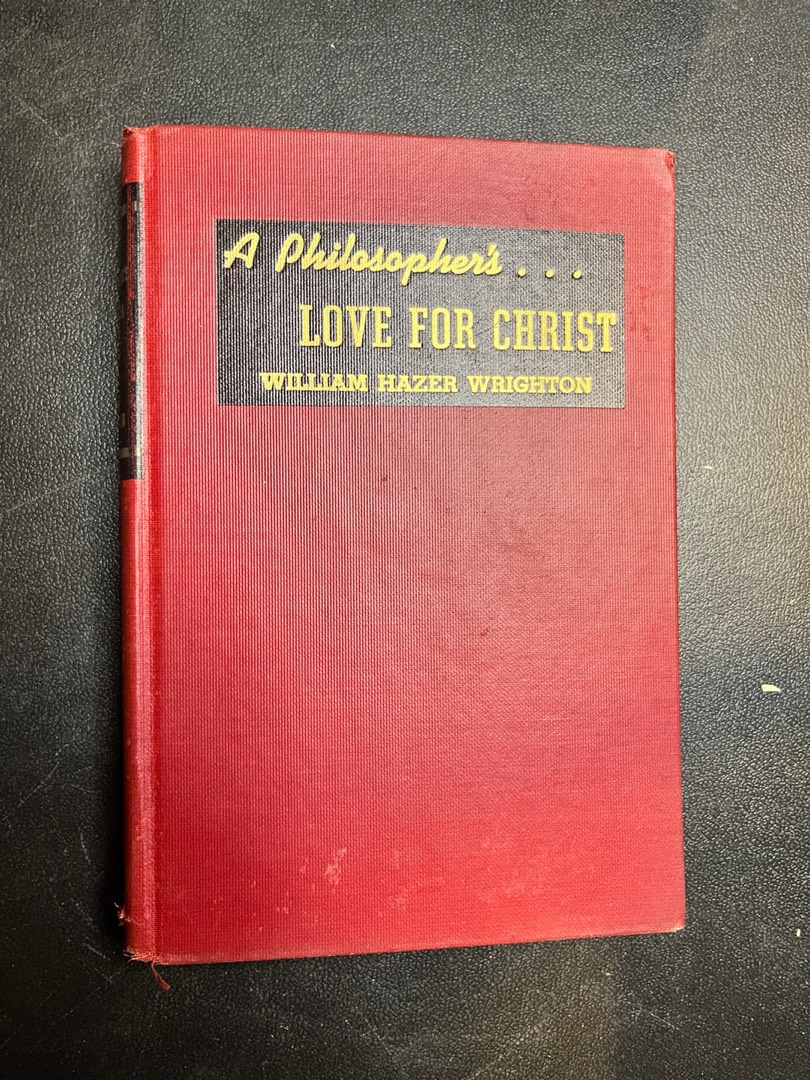 A Philosopher's . . .
LOVE FOR CHRIST
WILLIAM HAZER WRIGHTON